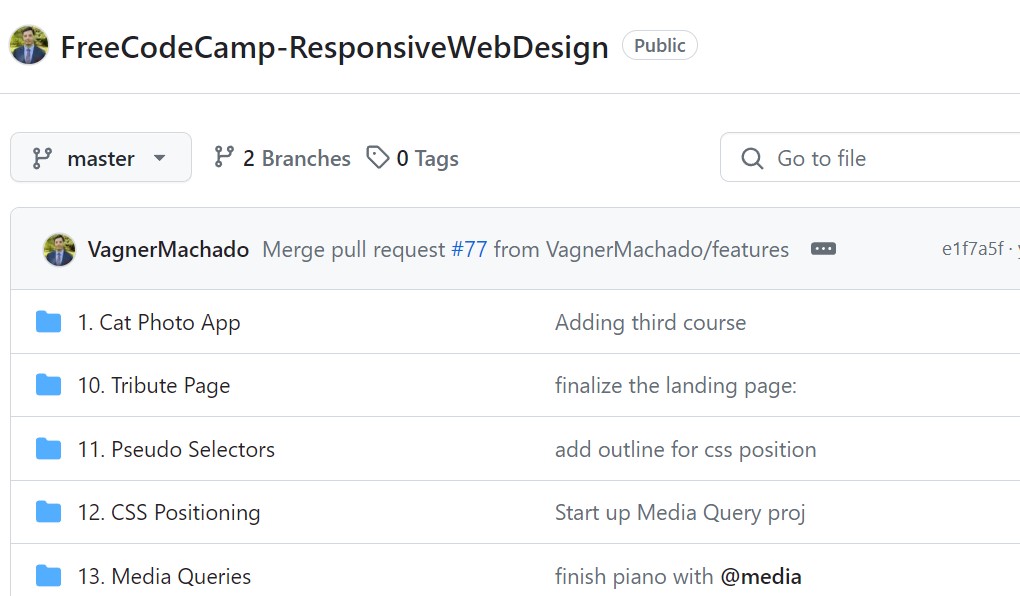 FreeCodeCamp-ResponsiveWebDesign Public
master 2 Branches 0 Tags Go to file
VagnerMachado Merge pull request #77 from VagnerMachado/features e1f7a5f ·
1. Cat Photo App Adding third course
10. Tribute Page finalize the landing page:
11. Pseudo Selectors add outline for css position
12. CSS Positioning Start up Media Query proj
13. Media Queries finish piano with @media